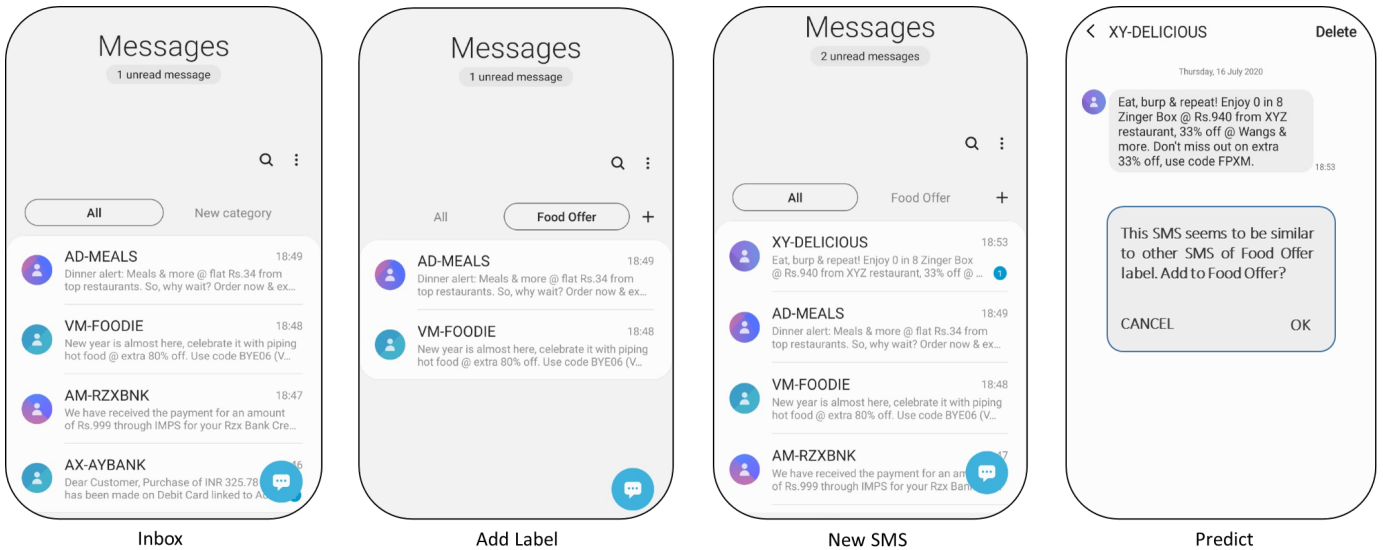 Messages
1 unread message
All
New category
AD-MEALS
18:49
Dinner alert: Meals & more @ flat Rs.34 from
top restaurants. So, why wait? Order now & ex...
VM-FOODIE
18:48
New year is almost here, celebrate it with piping
hot food @ extra 80% off. Use code BYE06 (V...
AM-RZXBNK
18:47
We have received the payment for an amount
of Rs.999 through IMPS for your Rzx Bank Cre...
AX-AYBANK
46
Dear Customer, Purchase of INR 325.78
has been made on Debit Card linked to
Inbox
Messages
1 unread message
All
Food Offer
+
AD-MEALS
18:49
Dinner alert: Meals & more @ flat Rs.34 from
top restaurants. So, why wait? Order now & ex...
VM-FOODIE
18:48
New year is almost here, celebrate it with piping
hot food @ extra 80% off. Use code BYE06 (V...
Add Label
Messages
2 unread messages
All
Food Offer
+
XY-DELICIOUS
18:53
Eat, burp & repeat! Enjoy 0 in 8 Zinger Box
@ Rs.940 from XYZ restaurant, 33% off @ ...
1
AD-MEALS
18:49
Dinner alert: Meals & more @ flat Rs.34 from
top restaurants. So, why wait? Order now & ex...
VM-FOODIE
18:48
New year is almost here, celebrate it with piping
hot food @ extra 80% off. Use code BYE06 (V...
AM-RZXBNK
47
We have received the payment for an am
of Rs.999 through IMPS for your Rzx Ban
New SMS
XY-DELICIOUS
Delete
Thursday, 16 July 2020
Eat, burp & repeat! Enjoy 0 in 8
Zinger Box @ Rs.940 from XYZ
restaurant, 33% off @ Wangs &
more. Don't miss out on extra
33% off, use code FPXM.
18:53
This SMS seems to be similar
to other SMS of Food Offer
label. Add to Food Offer?
CANCEL
OK
Predict